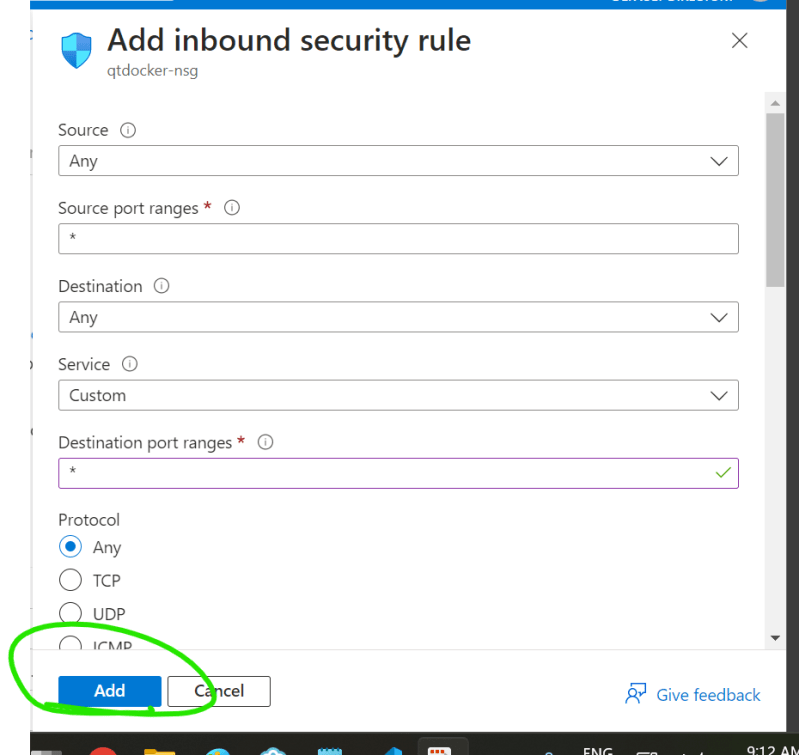 Add inbound security rule
qtdocker-nsg
Source
Any
Source port ranges *
*
Destination
Any
Service
Custom
Destination port ranges *
*
Protocol
Any
TCP
UDP
ICMP
Add
Cancel
Give feedback
ENG
9:12 AM